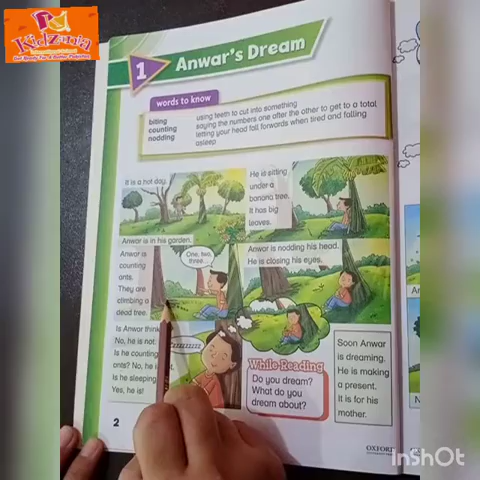 KidZania
1
Anwar's Dream
words to know
biting using teeth to cut into something
counting saying the numbers one after the other to get to a total
nodding letting your head fall forwards when tired and falling
asleep
It is a hot day.
Anwar is in his garden.
He is sitting
under a
banana tree.
It has big
leaves.
Anwar is
counting
ants.
They are
climbing a
dead tree.
One, two,
three...
Anwar is nodding his head.
He is closing his eyes.
Is Anwar
No, he is not.
Is he counting
ants? No, he is
Is he sleeping
Yes, he is!
While Reading
Do you dream?
What do you
dream about?
Soon Anwar
is dreaming.
He is making
a present.
It is for his
mother.
2
OXFORD
InShOt